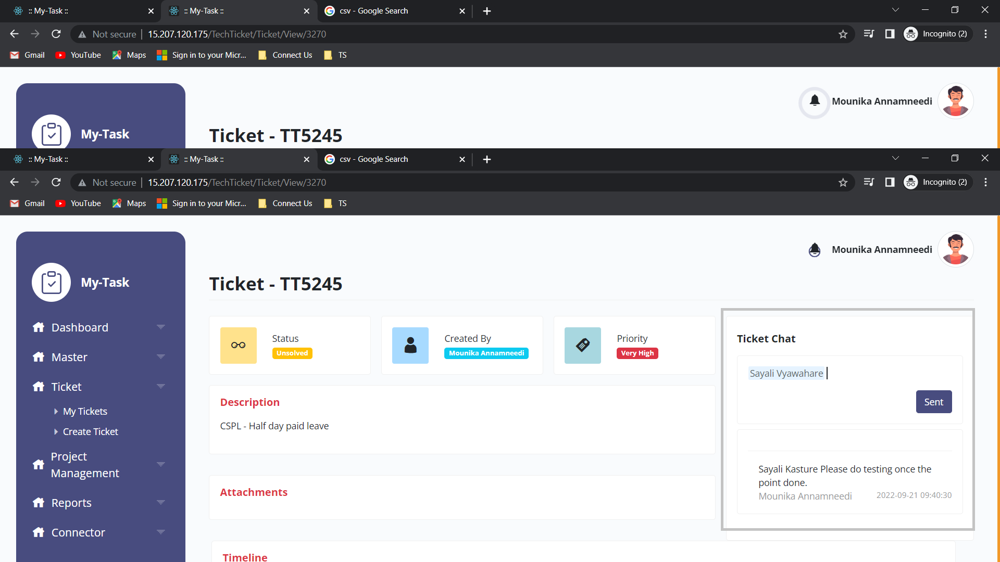 :: My-Task ::
:: My-Task ::
csv - Google Search
Not secure
15.207.120.175/TechTicket/Ticket/View/3270
Incognito (2)
Gmail
YouTube
Maps
Sign in to your Micr...
Connect Us
TS
Mounika Annamneedi
My-Task
Ticket - TT5245
:: My-Task ::
:: My-Task ::
csv - Google Search
Not secure
15.207.120.175/TechTicket/Ticket/View/3270
Incognito (2)
Gmail
YouTube
Maps
Sign in to your Micr...
Connect Us
TS
Mounika Annamneedi
My-Task
Ticket - TT5245
Dashboard
Master
Ticket
My Tickets
Create Ticket
Project
Management
Reports
Connector
Status
Unsolved
Created By
Mounika Annamneedi
Priority
Very High
Description
CSPL - Half day paid leave
Attachments
Timeline
Ticket Chat
Sayali Vyawahare
Sent
Sayali Kasture Please do testing once the
point done.
Mounika Annamneedi
2022-09-21 09:40:30